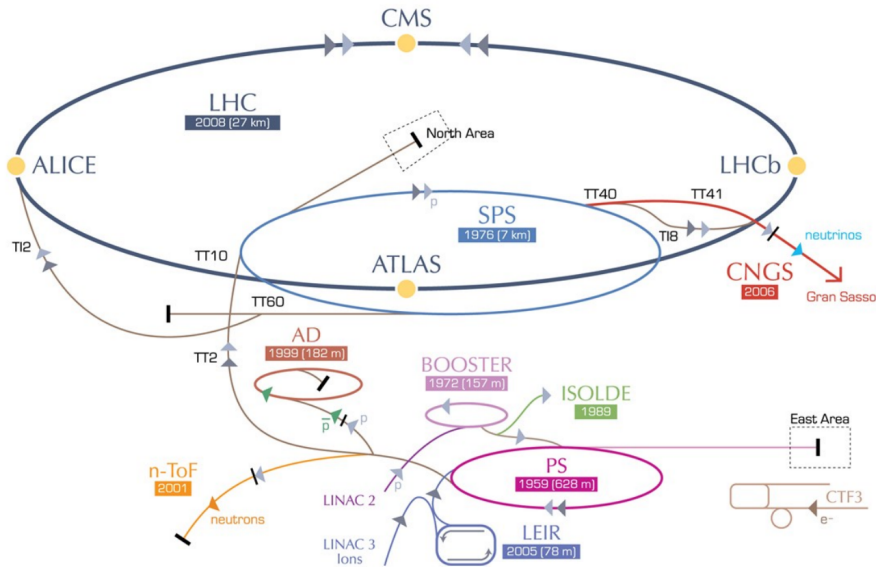 CMS
LHC
2008 (27 km)
North Area
ALICE
LHCb
TT40
TT41
p
SPS
1976 (7 km)
TI8
neutrinos
TI2
TT10
ATLAS
CNGS
2006
Gran Sasso
TT60
AD
1999 (182 m)
TT2
BOOSTER
1972 (157 m)
ISOLDE
1989
p
p̅
East Area
n-ToF
2001
PS
1959 (628 m)
LINAC 2
p
neutrons
CTF3
e-
LINAC 3
Ions
LEIR
2005 (78 m)